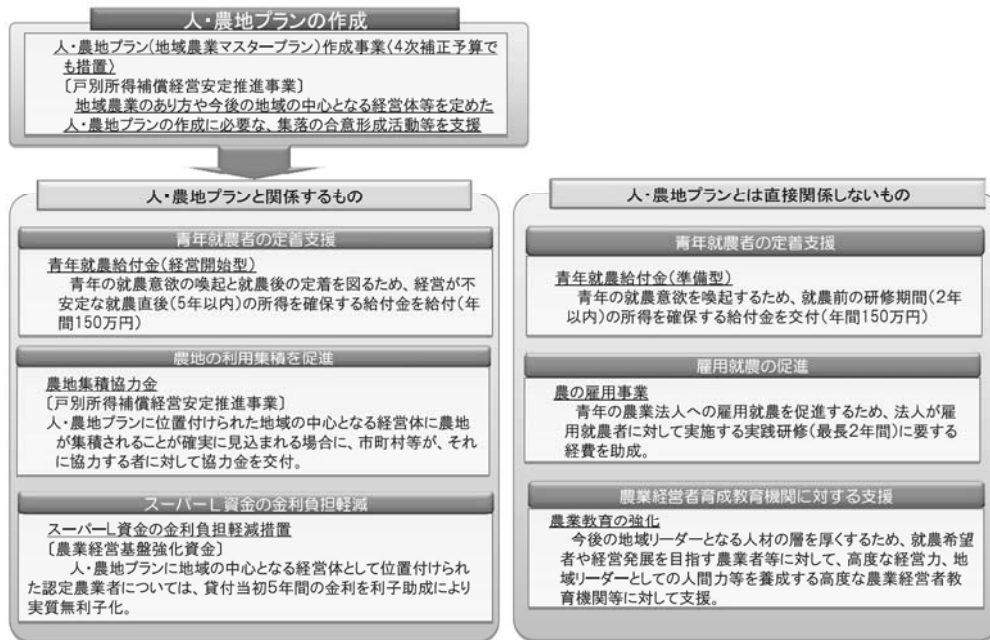 人・農地プランの作成
人・農地プラン(地域農業マスタープラン)作成事業(4次補正予算で
も措置)
〔戸別所得補償経営安定推進事業〕
地域農業のあり方や今後の地域の中心となる経営体等を定めた
人・農地プランの作成に必要な、集落の合意形成活動等を支援
人・農地プランと関係するもの
青年就農者の定着支援
青年就農給付金(経営開始型)
青年の就農意欲の喚起と就農後の定着を図るため、経営が不
安定な就農直後(5年以内)の所得を確保する給付金を給付(年
間150万円)
農地の利用集積を促進
農地集積協力金
〔戸別所得補償経営安定推進事業〕
人・農地プランに位置付けられた地域の中心となる経営体に農地
が集積されることが確実に見込まれる場合に、市町村等が、それ
に協力する者に対して協力金を交付。
スーパーL資金の金利負担軽減
スーパーL資金の金利負担軽減措置
〔農業経営基盤強化資金〕
人・農地プランに地域の中心となる経営体として位置付けられ
た認定農業者については、貸付当初5年間の金利を利子助成により
実質無利子化。
人・農地プランとは直接関係しないもの
青年就農者の定着支援
青年就農給付金(準備型)
青年の就農意欲を喚起するため、就農前の研修期間(2年
以内)の所得を確保する給付金を交付(年間150万円)
雇用就農の促進
農の雇用事業
青年の農業法人への雇用就農を促進するため、法人が雇
用就農者に対して実施する実践研修(最長2年間)に要する
経費を助成。
農業経営者育成教育機関に対する支援
農業教育の強化
今後の地域リーダーとなる人材の層を厚くするため、就農希望
者や経営発展を目指す農業者等に対して、高度な経営力、地
域リーダーとしての人間力等を養成する高度な農業経営者教
育機関等に対して支援。